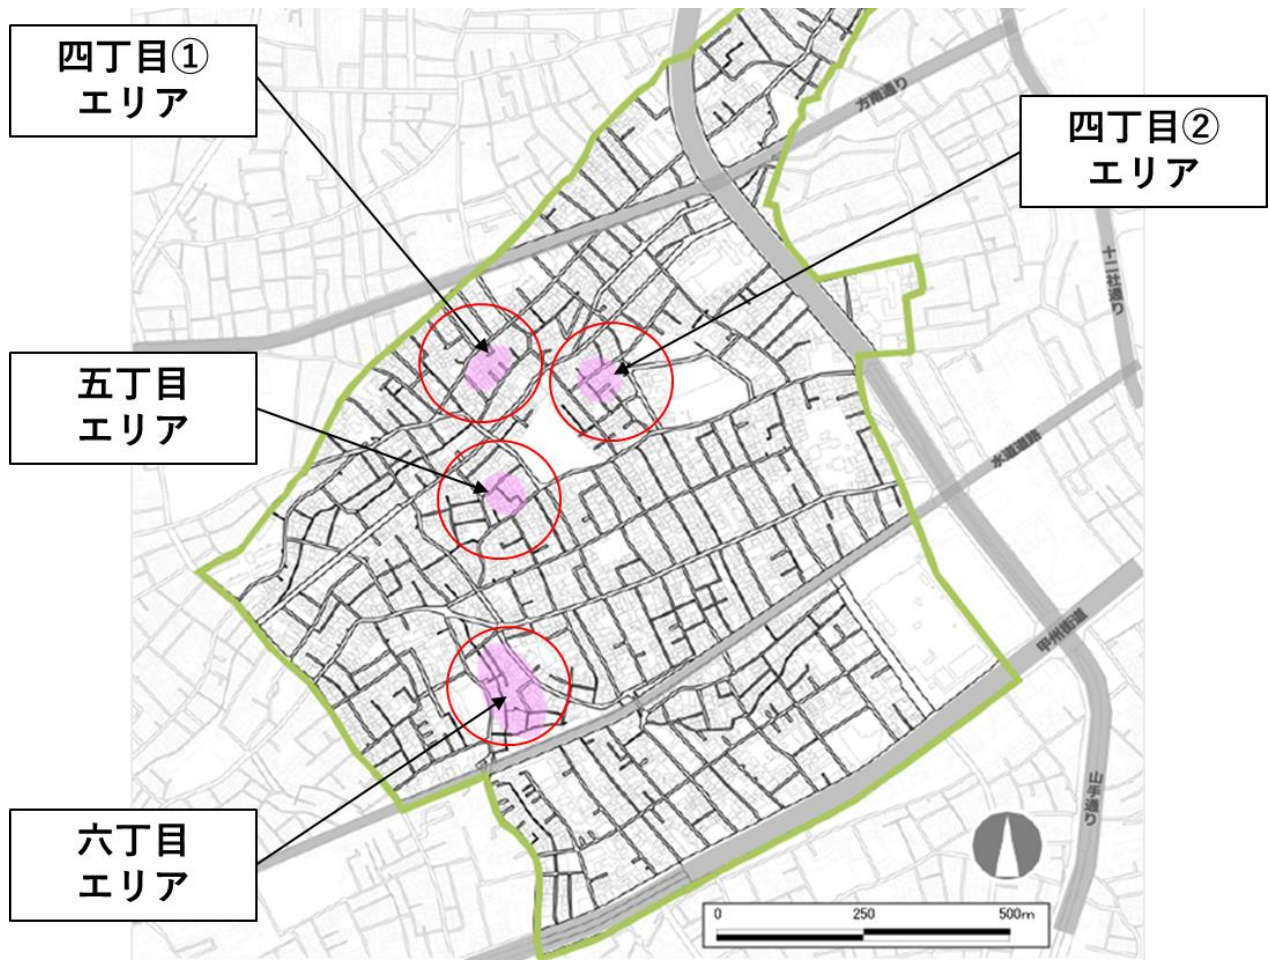 四丁目①
エリア
四丁目②
エリア
方南通り
十二社通り
五丁目
エリア
水道道路
甲州街道
山手通り
六丁目
エリア
0 250 500m